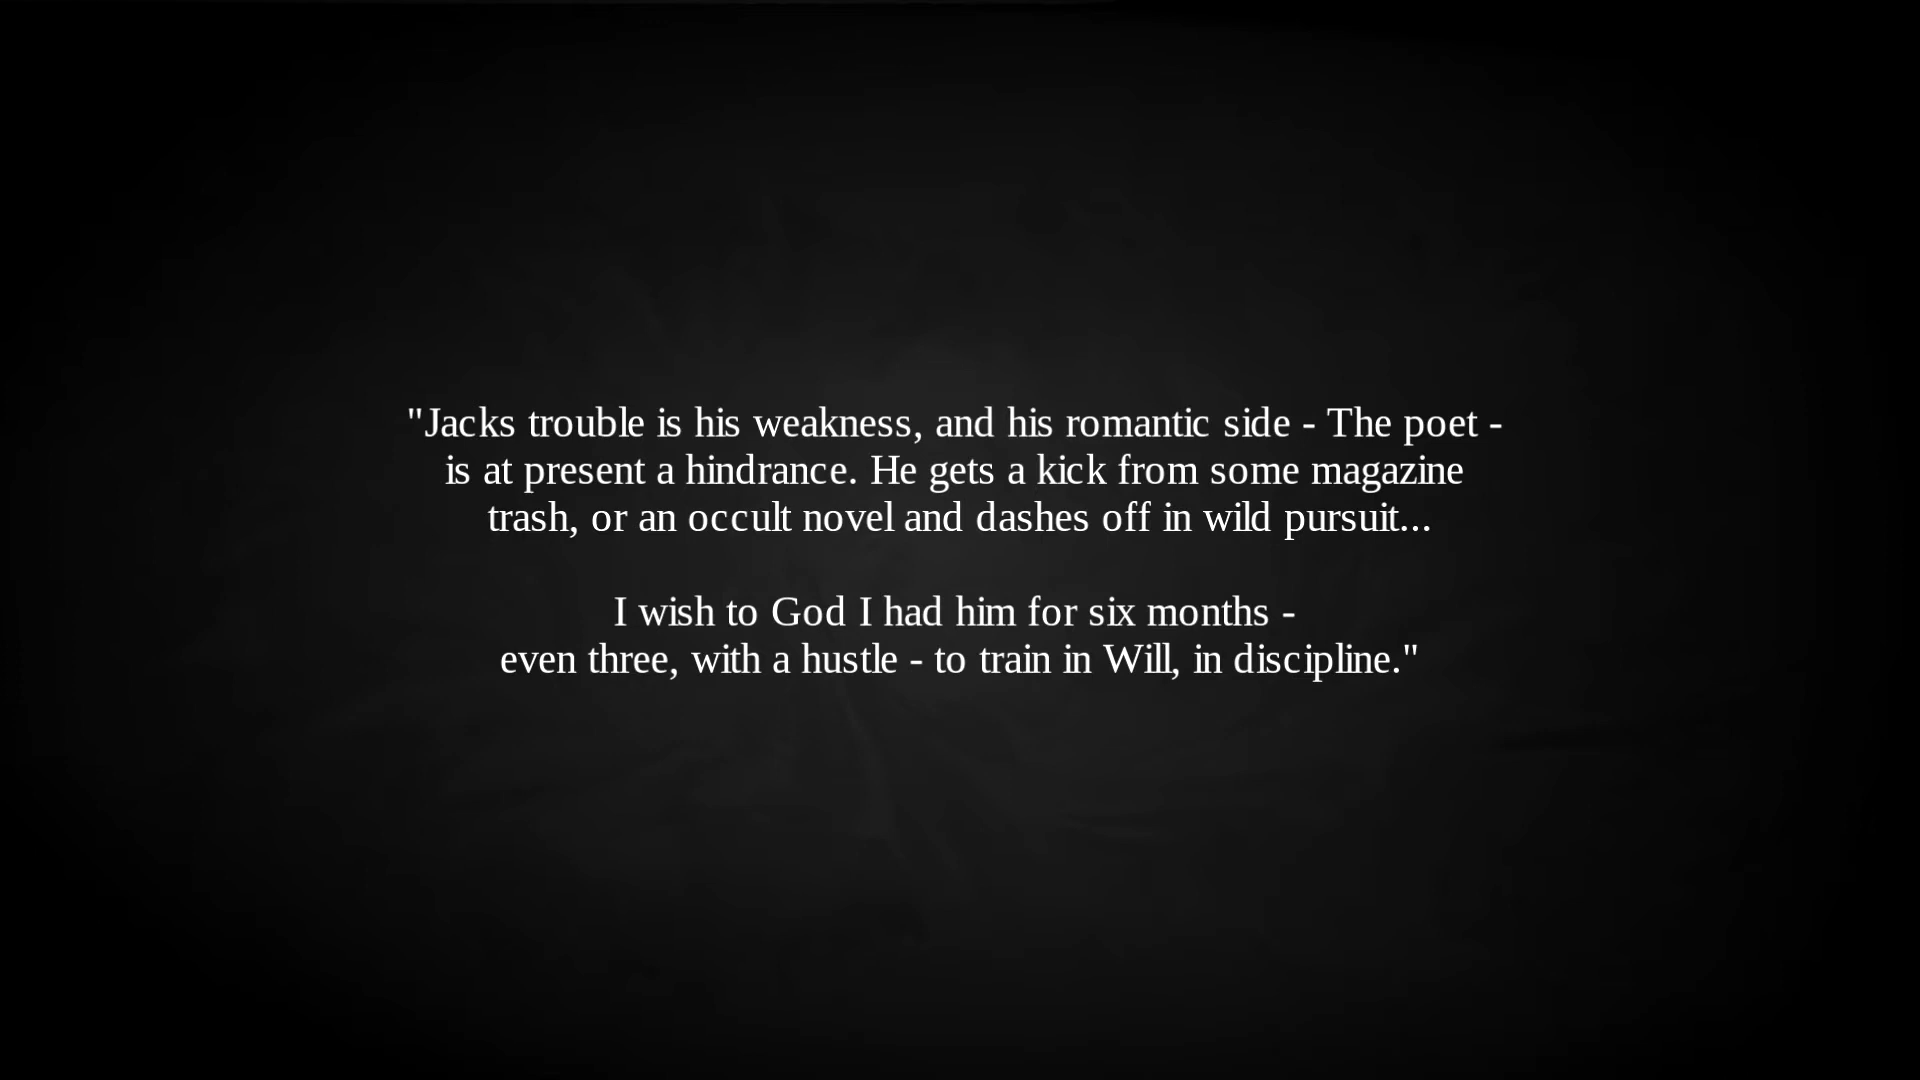 "Jacks trouble is his weakness, and his romantic side - The poet -
is at present a hindrance. He gets a kick from some magazine
trash, or an occult novel and dashes off in wild pursuit...
I wish to God I had him for six months -
even three, with a hustle - to train in Will, in discipline."